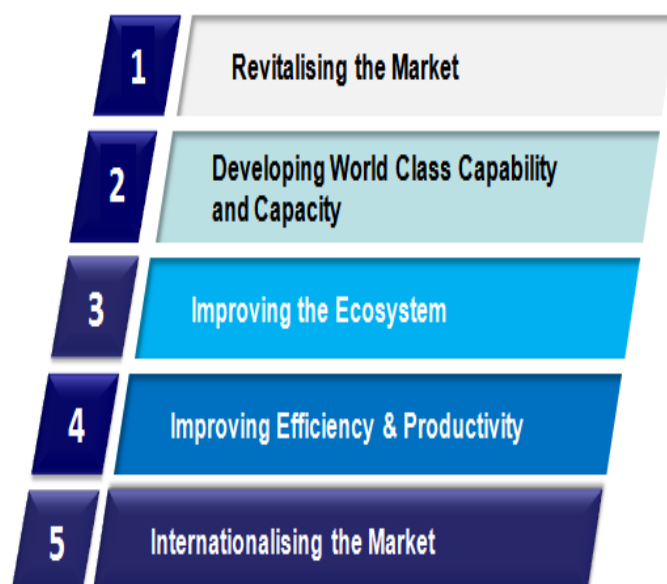 1 Revitalising the Market
2 Developing World Class Capability
and Capacity
3 Improving the Ecosystem
4 Improving Efficiency & Productivity
5 Internationalising the Market